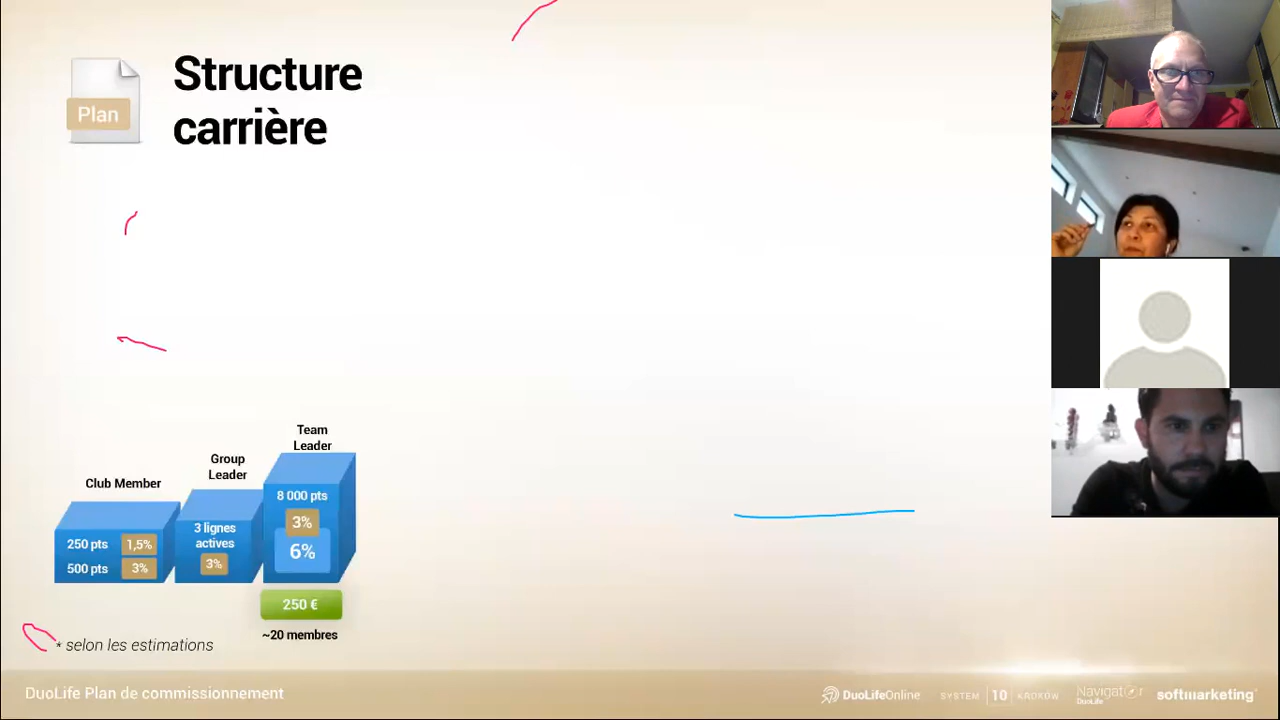 Plan
Structure
carrière
Team
Leader
Group
Leader
Club Member
8 000 pts
3%
6%
3 lignes
actives
3%
250 pts 1,5%
500 pts 3%
250 €
~20 membres
* selon les estimations
DuoLife Plan de commissionnement
DuoLifeOnline
SYSTEM 10 KROKÓW
Navigator
DuoLife
softmarketing